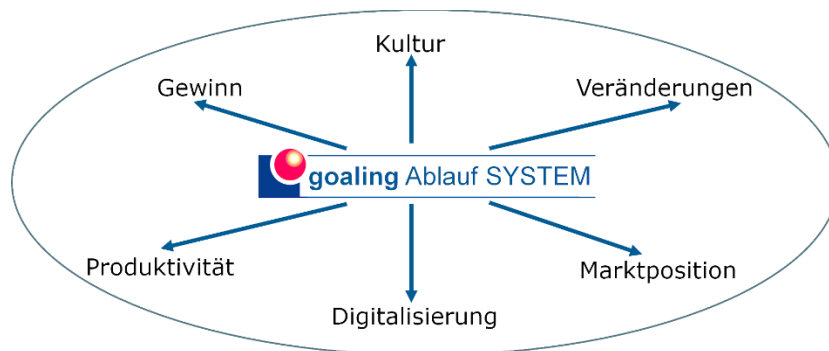 Kultur
Gewinn
Veränderungen
goaling Ablauf SYSTEM
Produktivität
Marktposition
Digitalisierung